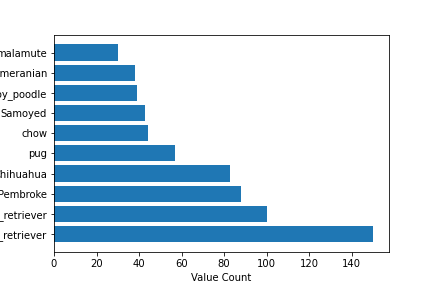 malamute
meranian
oy_poodle
Samoyed
chow
pug
hihuahua
Pembroke
_retriever
_retriever
0 20 40 60 80 100 120 140
Value Count